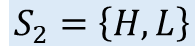 S₂ = {H, L}